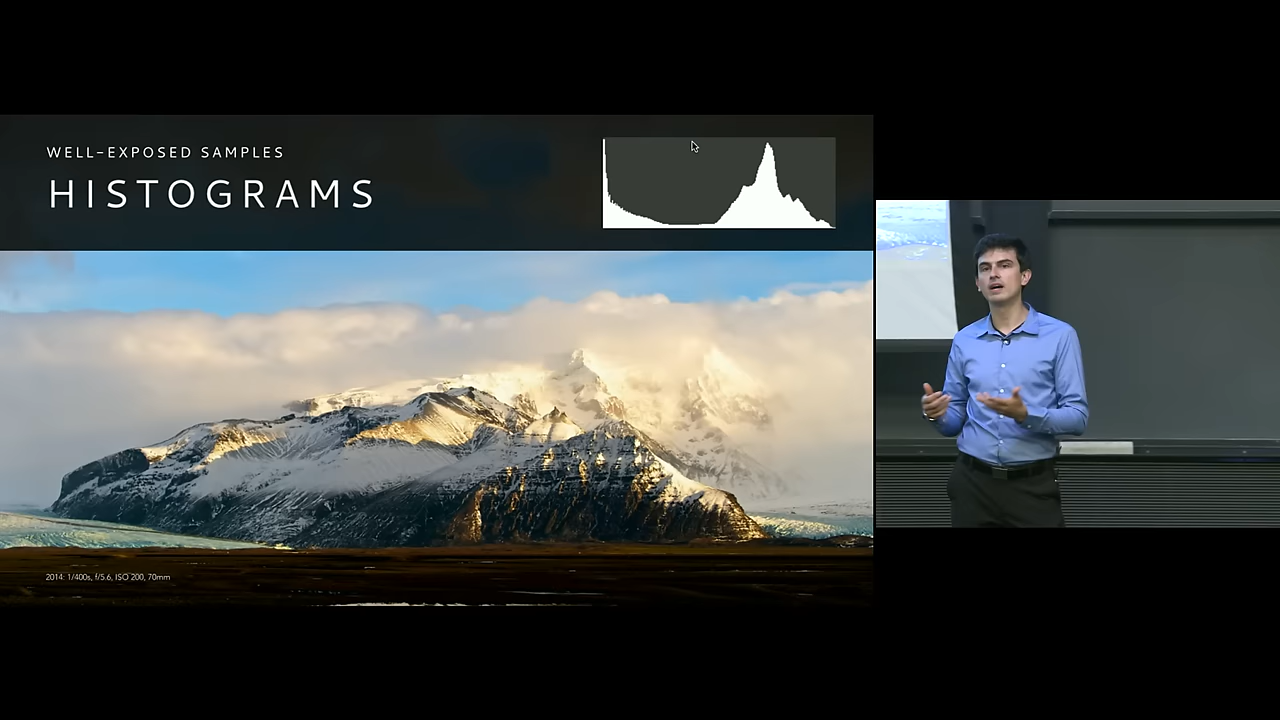 WELL-EXPOSED SAMPLES
HISTOGRAMS
2014: 1/400s, f/5.6, ISO 200, 70mm